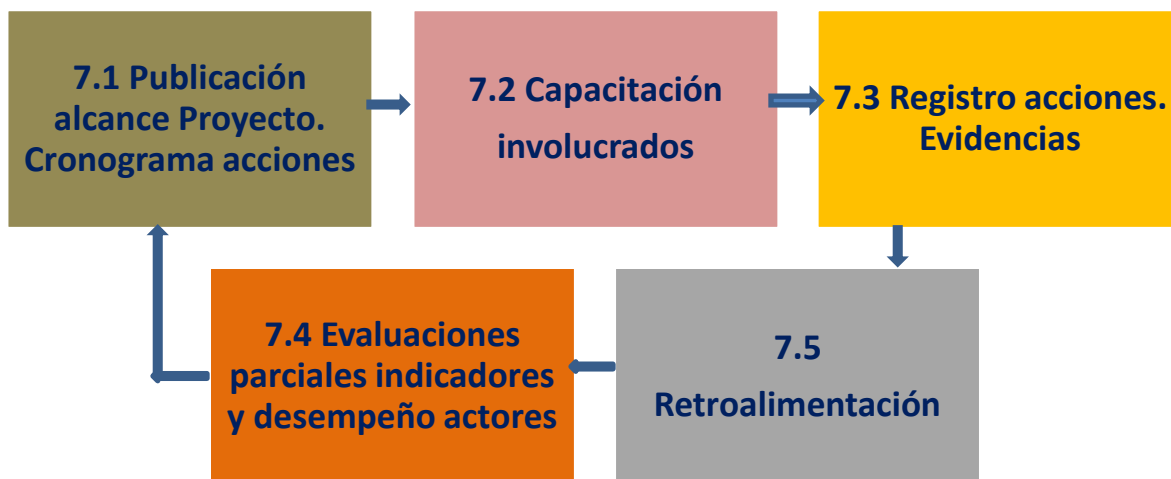 7.1 Publicación
alcance Proyecto.
Cronograma acciones
7.2 Capacitación
involucrados
7.3 Registro acciones.
Evidencias
7.4 Evaluaciones
parciales indicadores
y desempeño actores
7.5
Retroalimentación